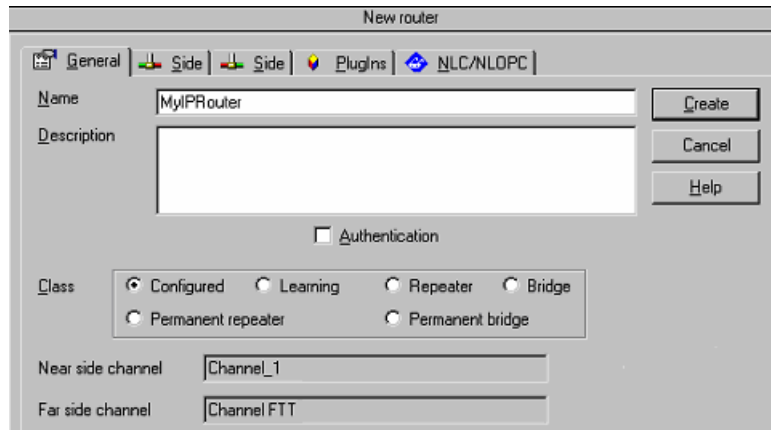 New router
General Side Side PlugIns NLC/NLOPC
Name MyIPRouter Create
Description Cancel
Help
Authentication
Class Configured Learning Repeater Bridge
Permanent repeater Permanent bridge
Near side channel Channel_1
Far side channel Channel FTT